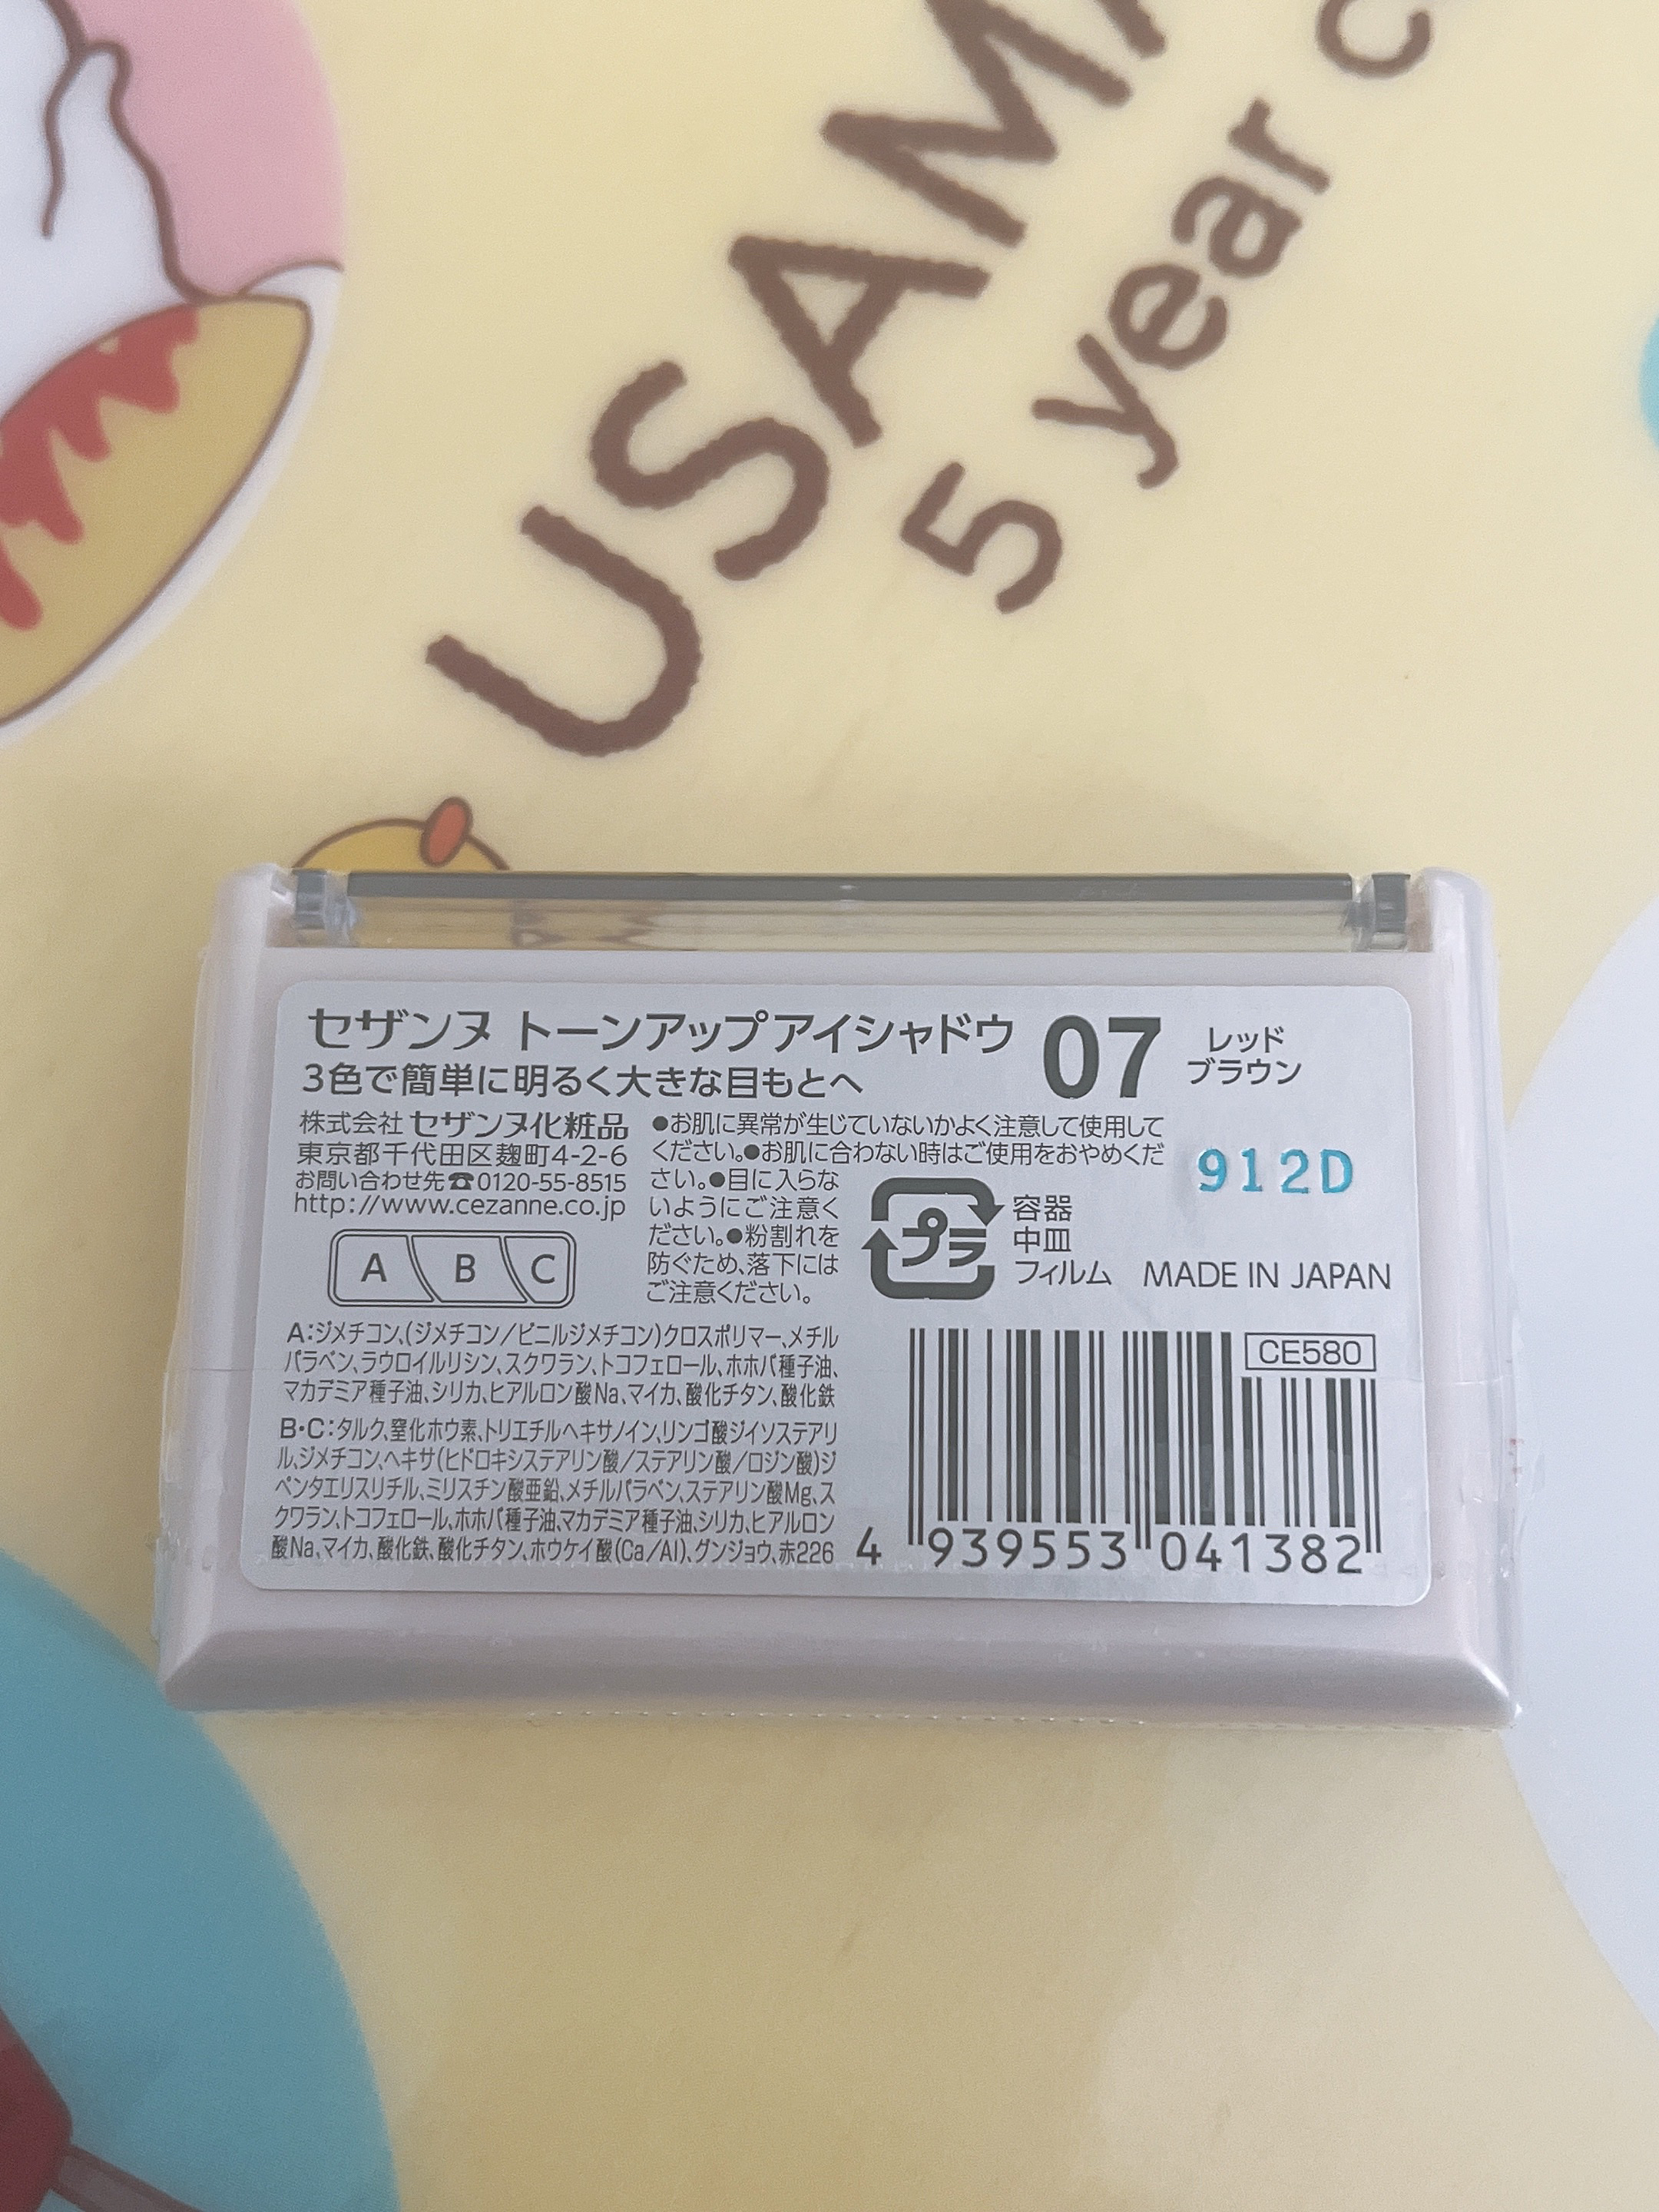 USAM
5 year
セザンヌ トーンアップアイシャドウ 07 レッド
ブラウン
3色で簡単に明るく大きな目もとへ
株式会社 セザンヌ化粧品
東京都千代田区麹町4-2-6
お問い合わせ先☎0120-55-8515
http://www.cezanne.co.jp
A B C
●お肌に異常が生じていないかよく注意して使用して
ください。●お肌に合わない時はご使用をおやめくだ
さい。●目に入らな
いようにご注意く
ださい。●粉割れを
防ぐため、落下には
ご注意ください。
912D
プラ
容器
中皿
フィルム
MADE IN JAPAN
A:ジメチコン、(ジメチコン/ビニルジメチコン)クロスポリマー、メチル
パラベン、ラウロイルリシン、スクワラン、トコフェロール、ホホバ種子油、
マカデミア種子油、シリカ、ヒアルロン酸Na、マイカ、酸化チタン、酸化鉄
B・C:タルク、窒化ホウ素、トリエチルヘキサノイン、リンゴ酸ジイソステアリ
ル、ジメチコン、ヘキサ(ヒドロキシステアリン酸/ステアリン酸/ロジン酸)ジ
ペンタエリスリチル、ミリスチン酸亜鉛、メチルパラベン、ステアリン酸Mg、ス
クワラン、トコフェロール、ホホバ種子油、マカデミア種子油、シリカ、ヒアルロン
酸Na、マイカ、酸化鉄、酸化チタン、ホウケイ酸(Ca/Al)、グンジョウ、赤226
CE580
4 939553 041382